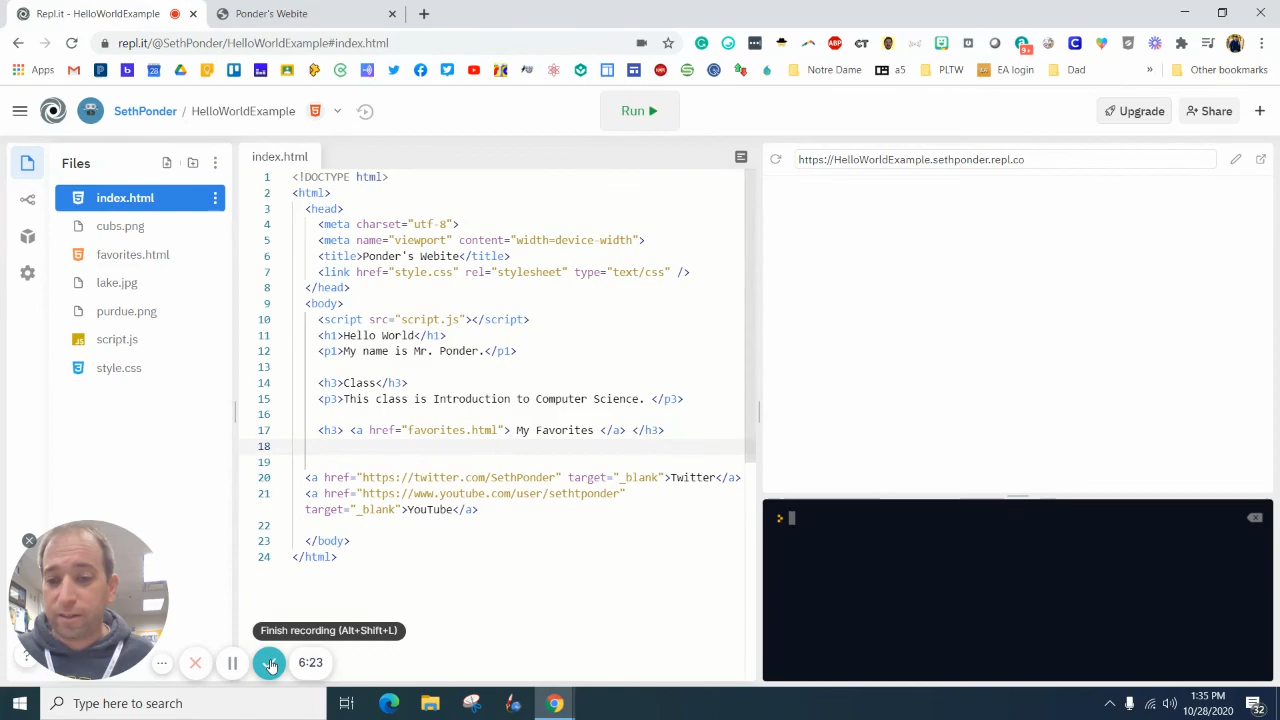 Repl.it - HelloWorldExample
Ponder's Webite
repl.it/@SethPonder/HelloWorldExample#index.html
Apps
Notre Dame
a5
PLTW
EA login
Dad
Other bookmarks
SethPonder / HelloWorldExample
Run
Upgrade
Share
Files
index.html
index.html
cubs.png
favorites.html
lake.jpg
purdue.png
script.js
style.css
https://HelloWorldExample.sethponder.repl.co
1 <!DOCTYPE html>
2 <html>
3 <head>
4 <meta charset="utf-8">
5 <meta name="viewport" content="width=device-width">
6 <title>Ponder's Webite</title>
7 <link href="style.css" rel="stylesheet" type="text/css" />
8 </head>
9 <body>
10 <script src="script.js"></script>
11 <h1>Hello World</h1>
12 <p1>My name is Mr. Ponder.</p1>
13
14 <h3>Class</h3>
15 <p3>This class is Introduction to Computer Science. </p3>
16
17 <h3> <a href="favorites.html"> My Favorites </a> </h3>
18
19
20 <a href="https://twitter.com/SethPonder" target="_blank">Twitter</a>
21 <a href="https://www.youtube.com/user/sethtponder"
target="_blank">YouTube</a>
22
23 </body>
24 </html>
Finish recording (Alt+Shift+L)
6:23
Type here to search
1:35 PM
10/28/2020
32